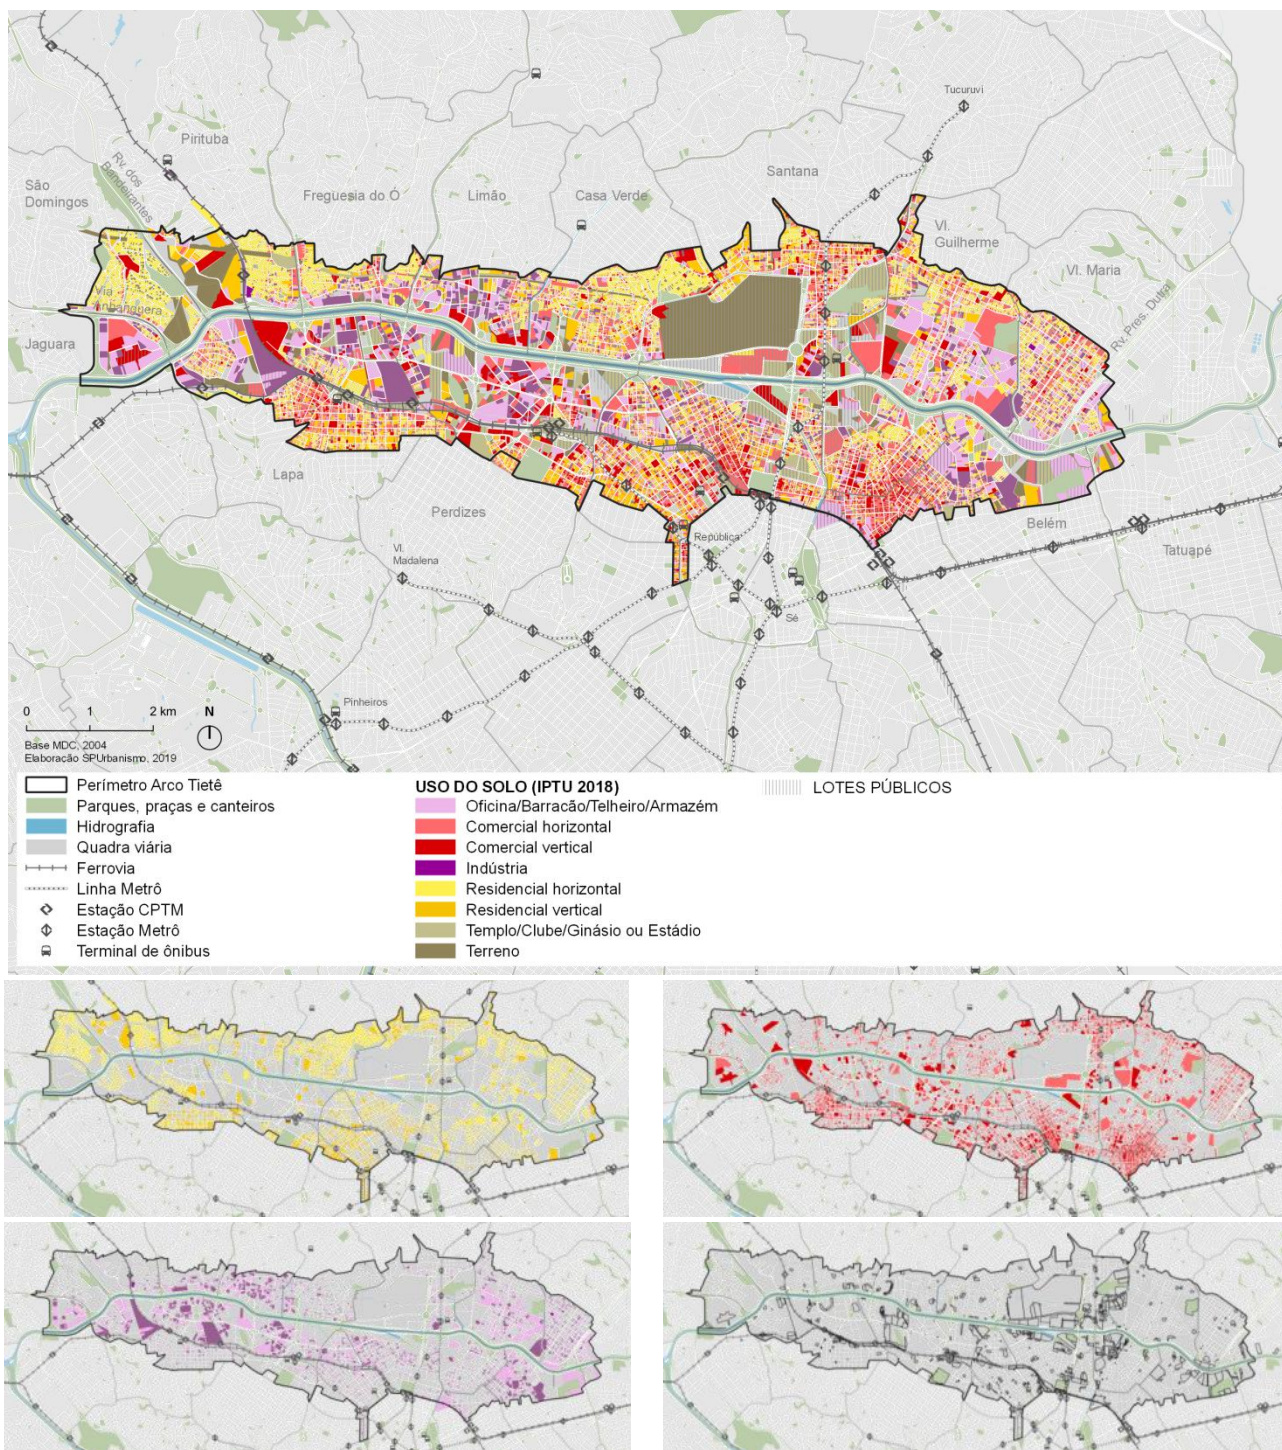 Tucuruvi
Pirituba
Rv. dos
Bandeirantes
Santana
São
Domingos
Freguesia do Ó
Limão
Casa Verde
Vl.
Guilherme
Vl. Maria
Via
Anhanguera
Rv. Pres. Dutra
Jaguara
Lapa
Perdizes
República
Belém
Tatuapé
Vl.
Madalena
Sé
Pinheiros
0 1 2 km
N
Base MDC, 2004
Elaboração SPUrbanismo, 2019
Perímetro Arco Tietê
Parques, praças e canteiros
Hidrografia
Quadra viária
Ferrovia
Linha Metrô
Estação CPTM
Estação Metrô
Terminal de ônibus
USO DO SOLO (IPTU 2018)
Oficina/Barracão/Telheiro/Armazém
Comercial horizontal
Comercial vertical
Indústria
Residencial horizontal
Residencial vertical
Templo/Clube/Ginásio ou Estádio
Terreno
LOTES PÚBLICOS